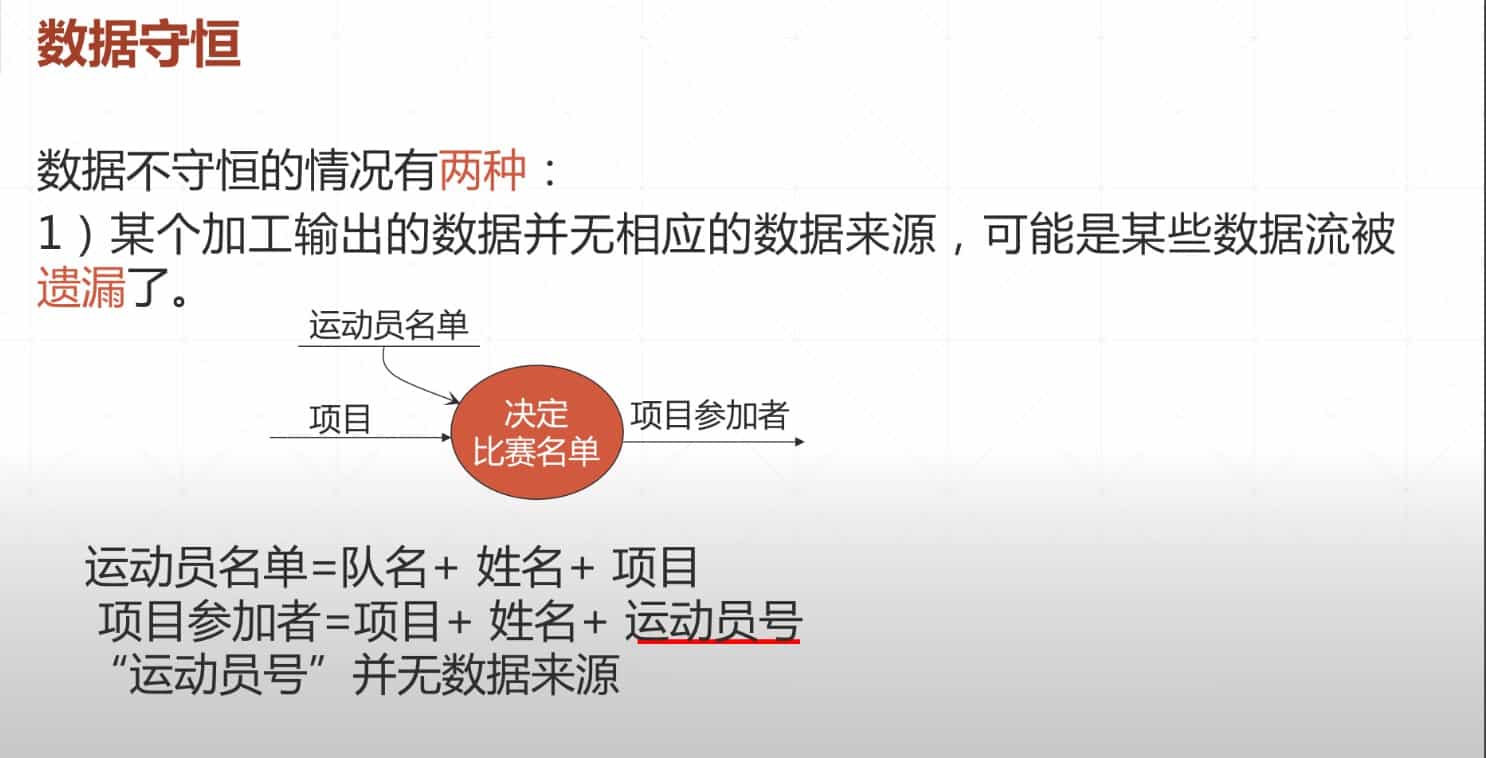 数据守恒
数据不守恒的情况有两种：
1）某个加工输出的数据并无相应的数据来源，可能是某些数据流被
遗漏了。
运动员名单
项目
决定
比赛名单
项目参加者
运动员名单=队名+ 姓名+ 项目
项目参加者=项目+ 姓名+ 运动员号
“运动员号”并无数据来源